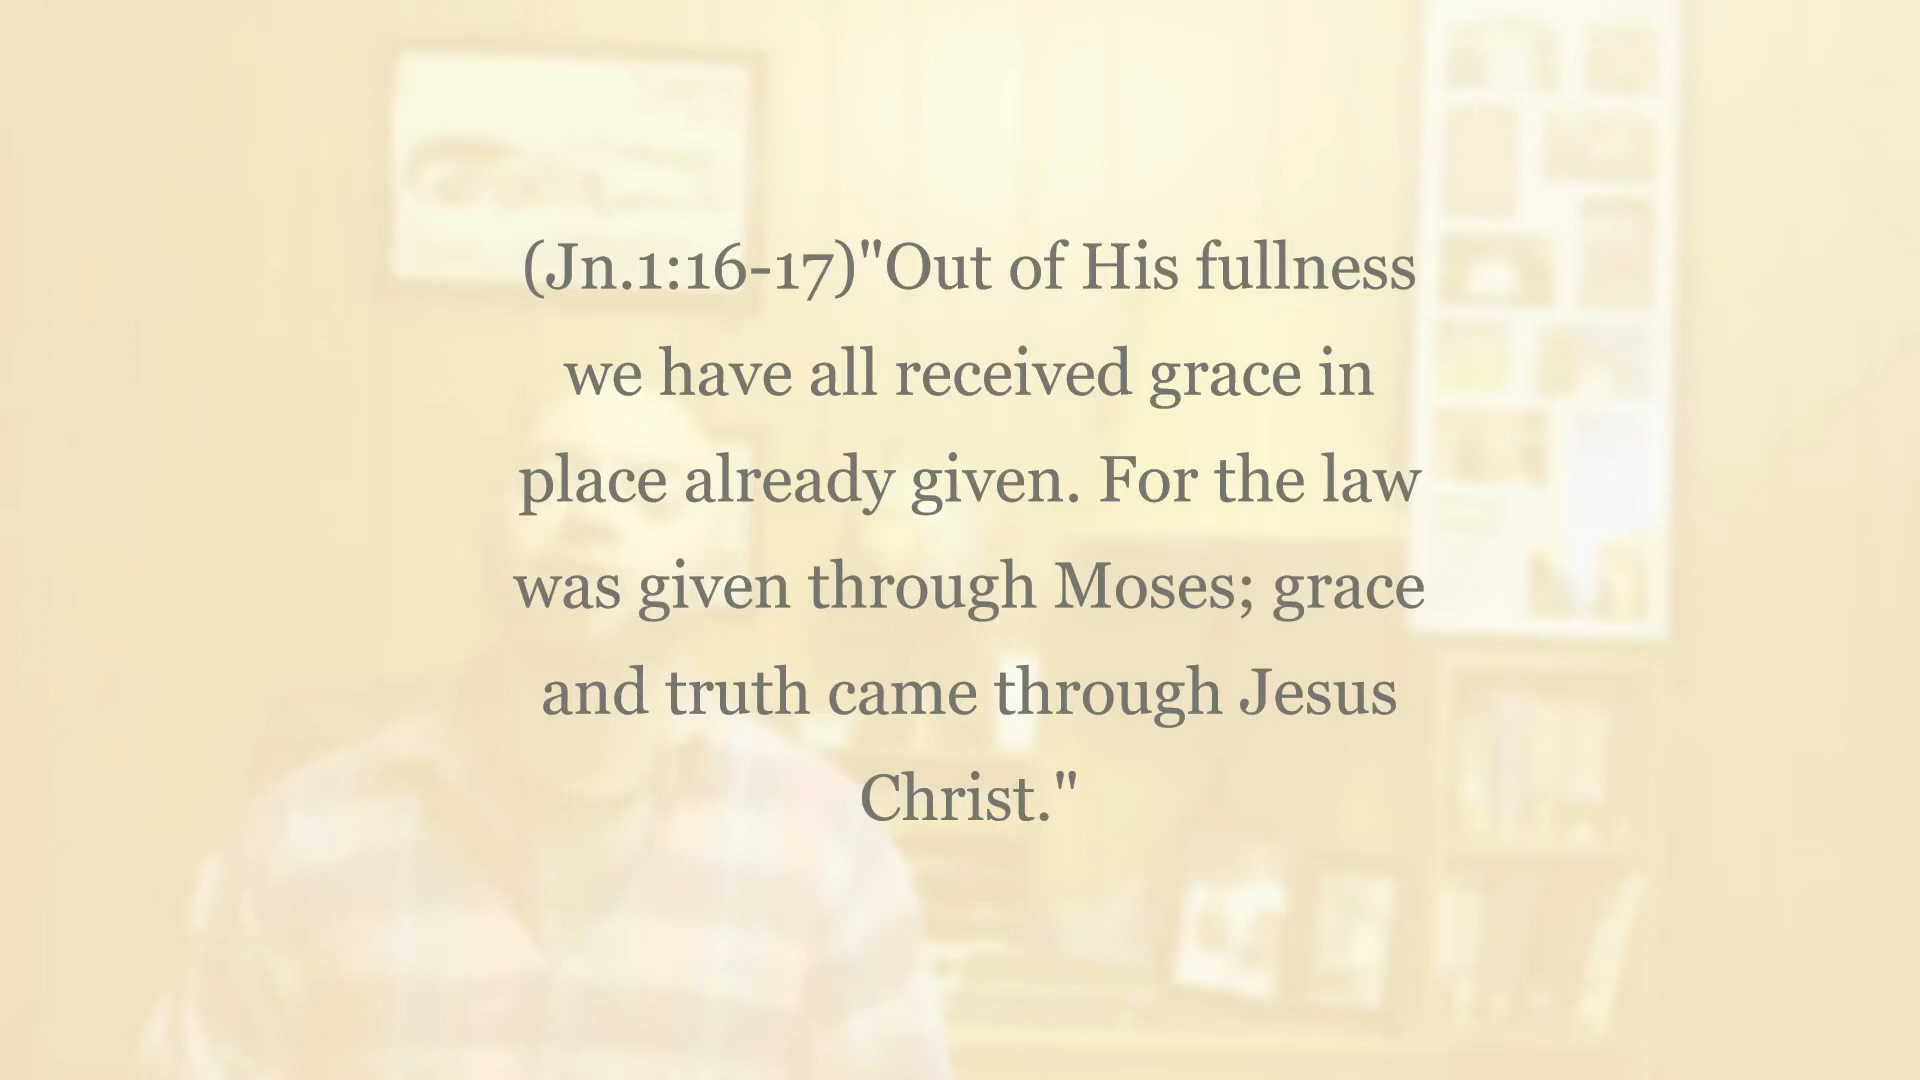 (Jn.1:16-17)"Out of His fullness
we have all received grace in
place already given. For the law
was given through Moses; grace
and truth came through Jesus
Christ."